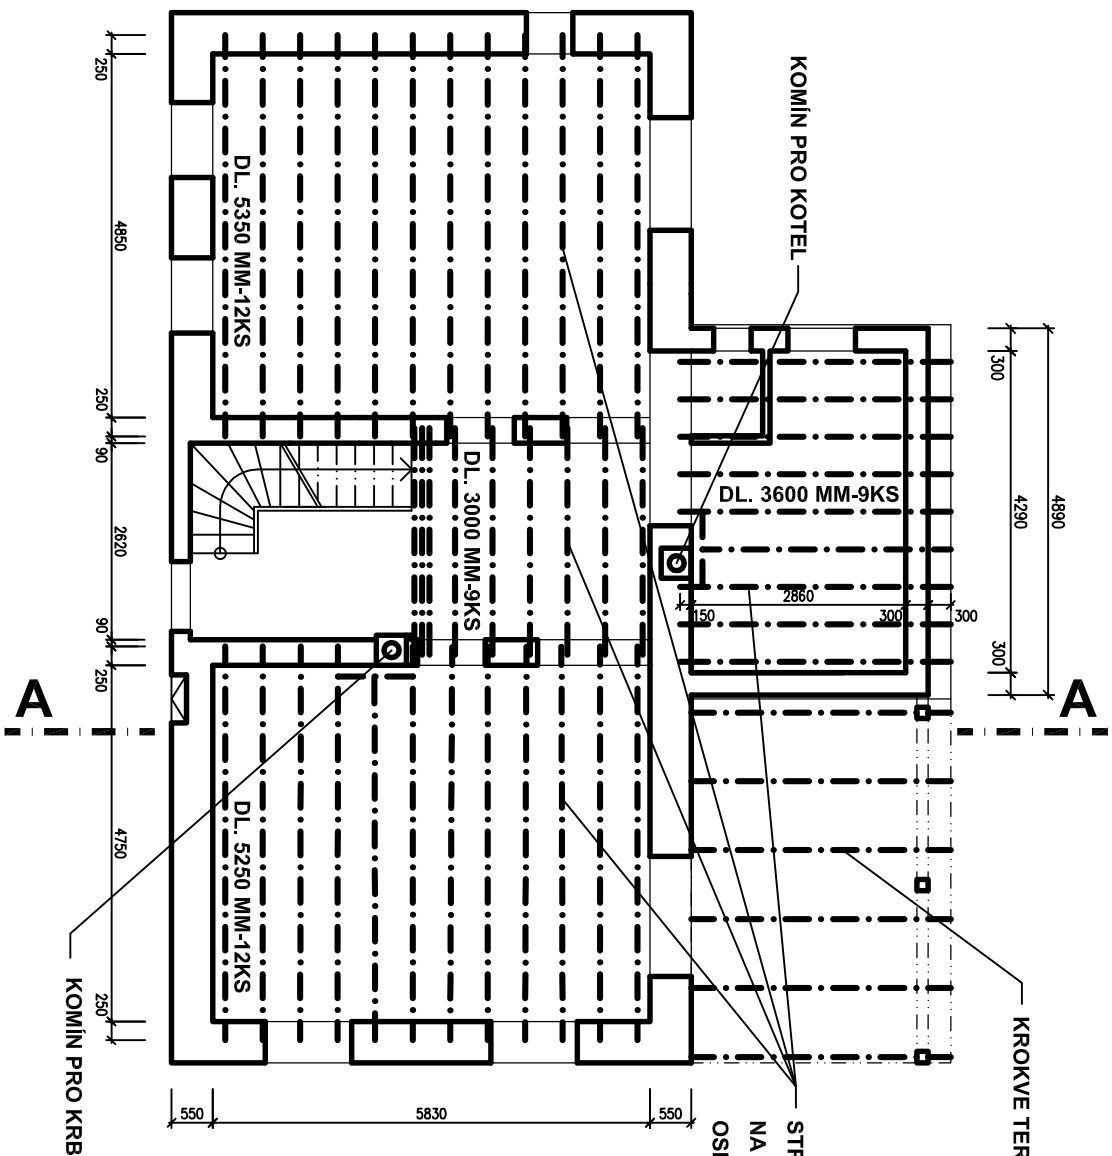 KOMÍN PRO KOTEL
DL. 5350 MM-12KS
DL. 3000 MM-9KS
DL. 3600 MM-9KS
DL. 5250 MM-12KS
KOMÍN PRO KRB
KROKVE TER
STR
NA
OSI
A
A
250
4850
250
90
2620
90
250
4750
250
550
5830
550
300
4290
4890
300
2860
150
300
300